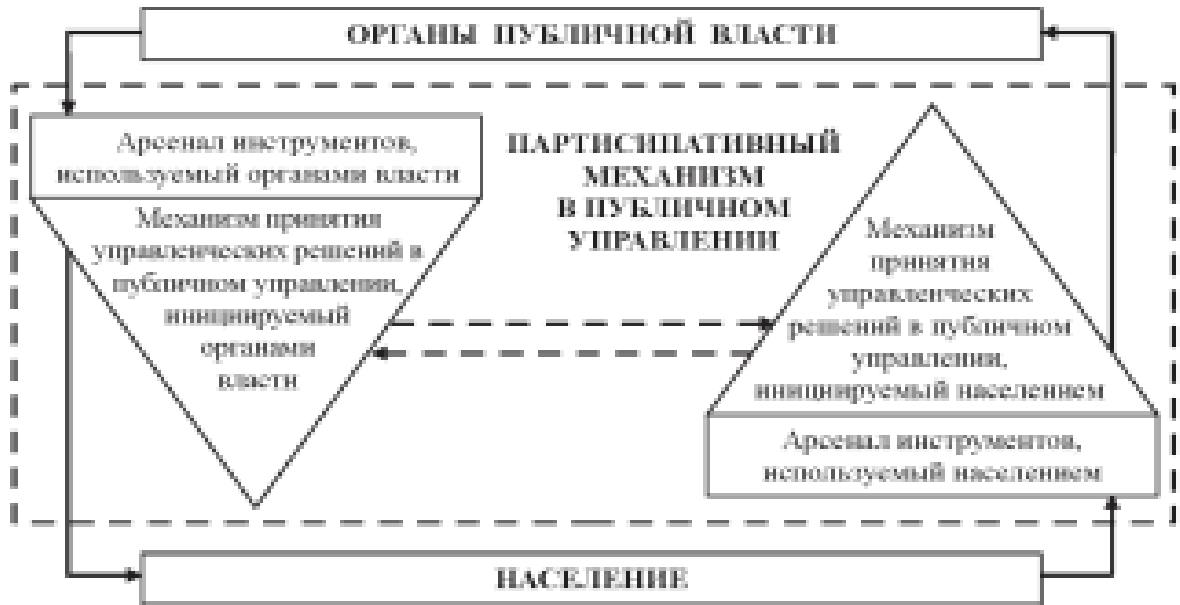 ОРГАНЫ ПУБЛИЧНОЙ ВЛАСТИ
Арсенал инструментов,
используемый органами власти
Механизм принятия
управленческих решений в
публичном управлении,
инициируемый
органами
власти
ПАРТИСИПАТИВНЫЙ
МЕХАНИЗМ
В ПУБЛИЧНОМ
УПРАВЛЕНИИ
Механизм
принятия
управленческих
решений в публичном
управлении,
инициируемый населением
Арсенал инструментов,
используемый населением
НАСЕЛЕНИЕ